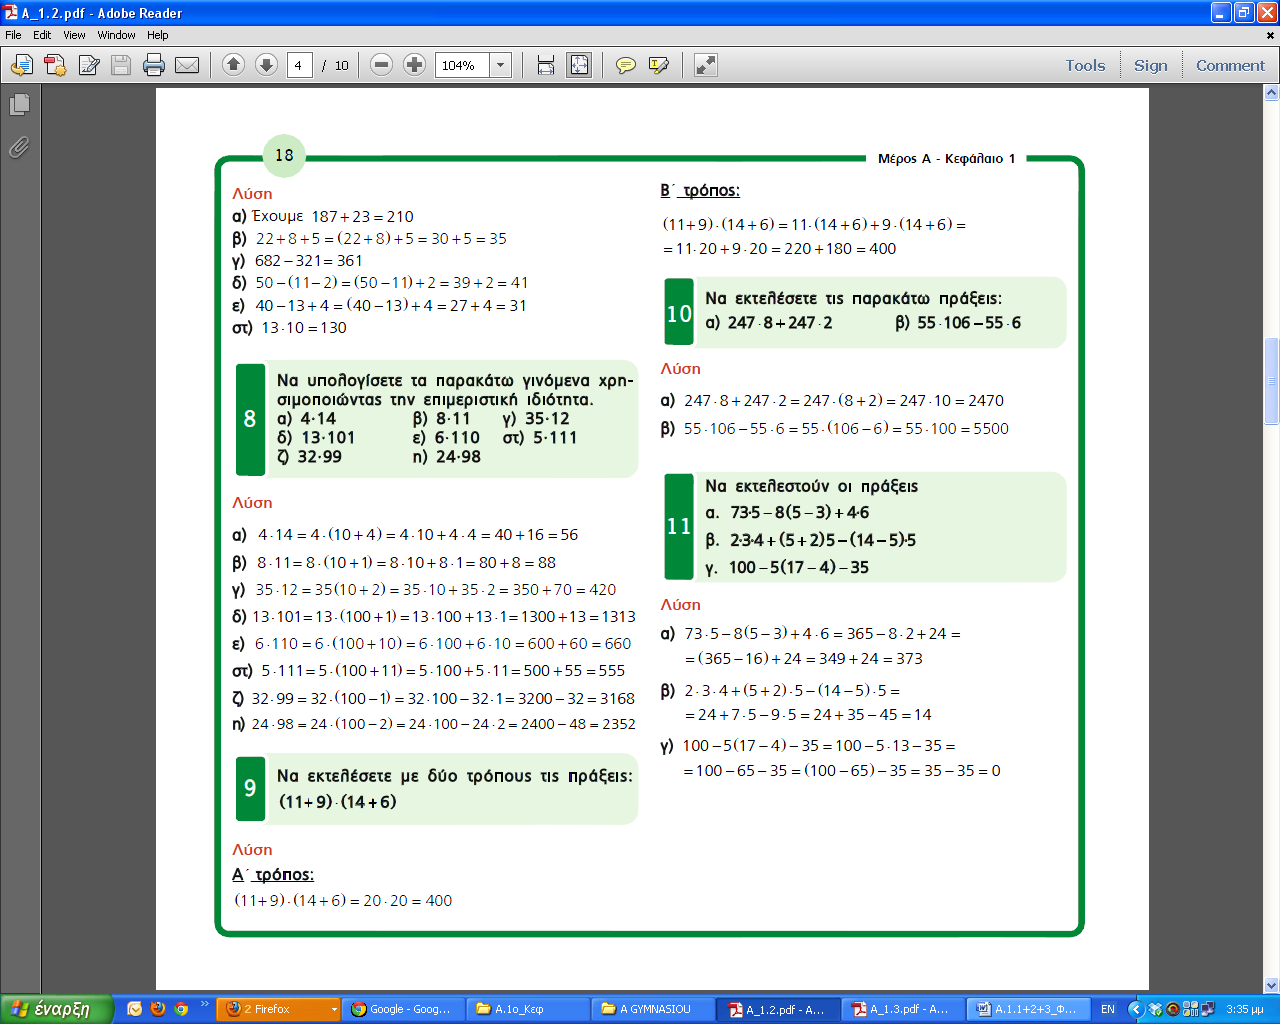 A_1.2.pdf - Adobe Reader
File Edit View Window Help
4 / 10 104% Tools Sign Comment
18
Μέρος Α - Κεφάλαιο 1
Λύση
α) Έχουμε 187 + 23 = 210
β) 22 + 8 + 5 = (22 + 8) + 5 = 30 + 5 = 35
γ) 682 – 321 = 361
δ) 50 – (11 – 2) = (50 – 11) + 2 = 39 + 2 = 41
ε) 40 – 13 + 4 = (40 – 13) + 4 = 27 + 4 = 31
στ) 13 · 10 = 130
8
Να υπολογίσετε τα παρακάτω γινόμενα χρη-
σιμοποιώντας την επιμεριστική ιδιότητα.
α) 4·14 β) 8·11 γ) 35·12
δ) 13·101 ε) 6·110 στ) 5·111
ζ) 32·99 η) 24·98
Λύση
α) 4 · 14 = 4 · (10 + 4) = 4 · 10 + 4 · 4 = 40 + 16 = 56
β) 8 · 11 = 8 · (10 + 1) = 8 · 10 + 8 · 1 = 80 + 8 = 88
γ) 35 · 12 = 35(10 + 2) = 35 · 10 + 35 · 2 = 350 + 70 = 420
δ) 13 · 101 = 13 · (100 + 1) = 13 · 100 + 13 · 1 = 1300 + 13 = 1313
ε) 6 · 110 = 6 · (100 + 10) = 6 · 100 + 6 · 10 = 600 + 60 = 660
στ) 5 · 111 = 5 · (100 + 11) = 5 · 100 + 5 · 11 = 500 + 55 = 555
ζ) 32 · 99 = 32 · (100 – 1) = 32 · 100 – 32 · 1 = 3200 – 32 = 3168
η) 24 · 98 = 24 · (100 – 2) = 24 · 100 – 24 · 2 = 2400 – 48 = 2352
9
Να εκτελέσετε με δύο τρόπους τις πράξεις:
(11 + 9) · (14 + 6)
Λύση
Α΄ τρόπος:
(11 + 9) · (14 + 6) = 20 · 20 = 400
Β΄ τρόπος:
(11 + 9) · (14 + 6) = 11 · (14 + 6) + 9 · (14 + 6) =
= 11 · 20 + 9 · 20 = 220 + 180 = 400
10
Να εκτελέσετε τις παρακάτω πράξεις:
α) 247 · 8 + 247 · 2 β) 55 · 106 – 55 · 6
Λύση
α) 247 · 8 + 247 · 2 = 247 · (8 + 2) = 247 · 10 = 2470
β) 55 · 106 – 55 · 6 = 55 · (106 – 6) = 55 · 100 = 5500
11
Να εκτελεστούν οι πράξεις
α. 73·5 – 8(5 – 3) + 4·6
β. 2·3·4 + (5 + 2)5 – (14 – 5)·5
γ. 100 – 5(17 – 4) – 35
Λύση
α) 73 · 5 – 8(5 – 3) + 4 · 6 = 365 – 8 · 2 + 24 =
= (365 – 16) + 24 = 349 + 24 = 373
β) 2 · 3 · 4 + (5 + 2) · 5 – (14 – 5) · 5 =
= 24 + 7 · 5 – 9 · 5 = 24 + 35 – 45 = 14
γ) 100 – 5(17 – 4) – 35 = 100 – 5 · 13 – 35 =
= 100 – 65 – 35 = (100 – 65) – 35 = 35 – 35 = 0
έναρξη 2 Firefox Google - Goog... Α.1ο_Κεφ A GYMNASIOU A_1.2.pdf - A... A_1.3.pdf - A... Α.1.1+2+3_Φ... EN 3:35 μμ